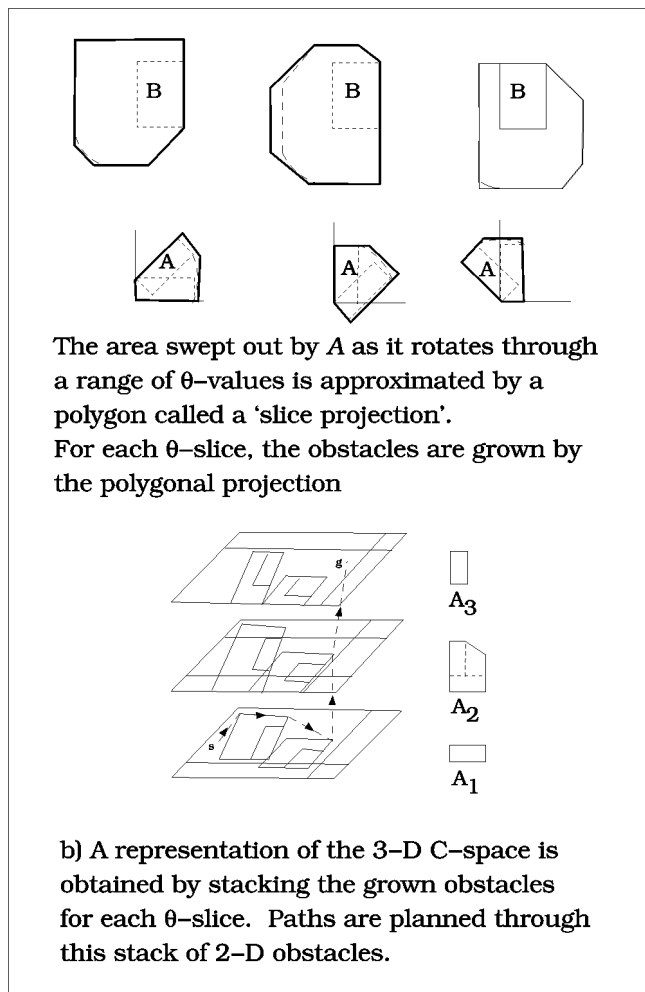 B
B
B
A
A
A
The area swept out by A as it rotates through
a range of θ–values is approximated by a
polygon called a ‘slice projection’.
For each θ–slice, the obstacles are grown by
the polygonal projection
g
A3
A2
s
A1
b) A representation of the 3–D C–space is
obtained by stacking the grown obstacles
for each θ–slice.  Paths are planned through
this stack of 2–D obstacles.